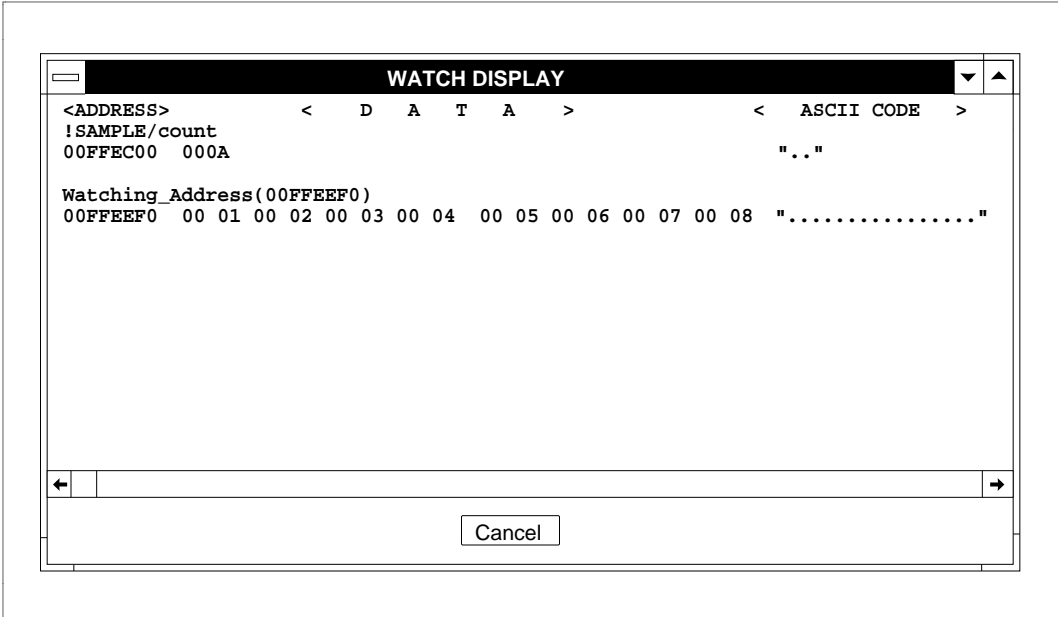 WATCH DISPLAY
<ADDRESS> < D A T A > < ASCII CODE >
!SAMPLE/count
00FFEC00 000A ".."
Watching_Address(00FFEEF0)
00FFEEF0 00 01 00 02 00 03 00 04 00 05 00 06 00 07 00 08 "................"
Cancel